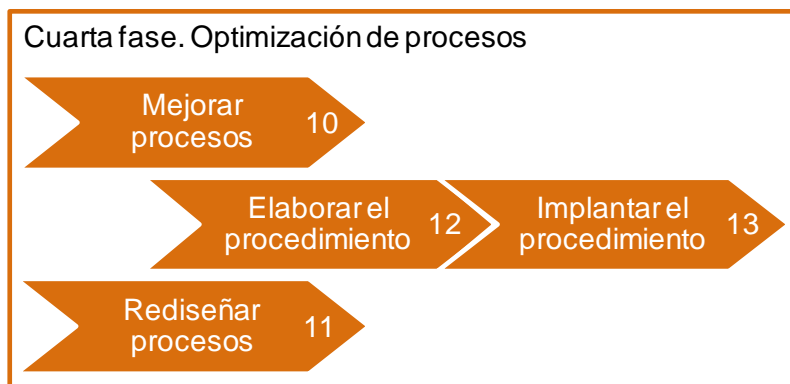 Cuarta fase. Optimización de procesos
Mejorar
procesos
10
Elaborar el
procedimiento
12
Implantar el
procedimiento
13
Rediseñar
procesos
11